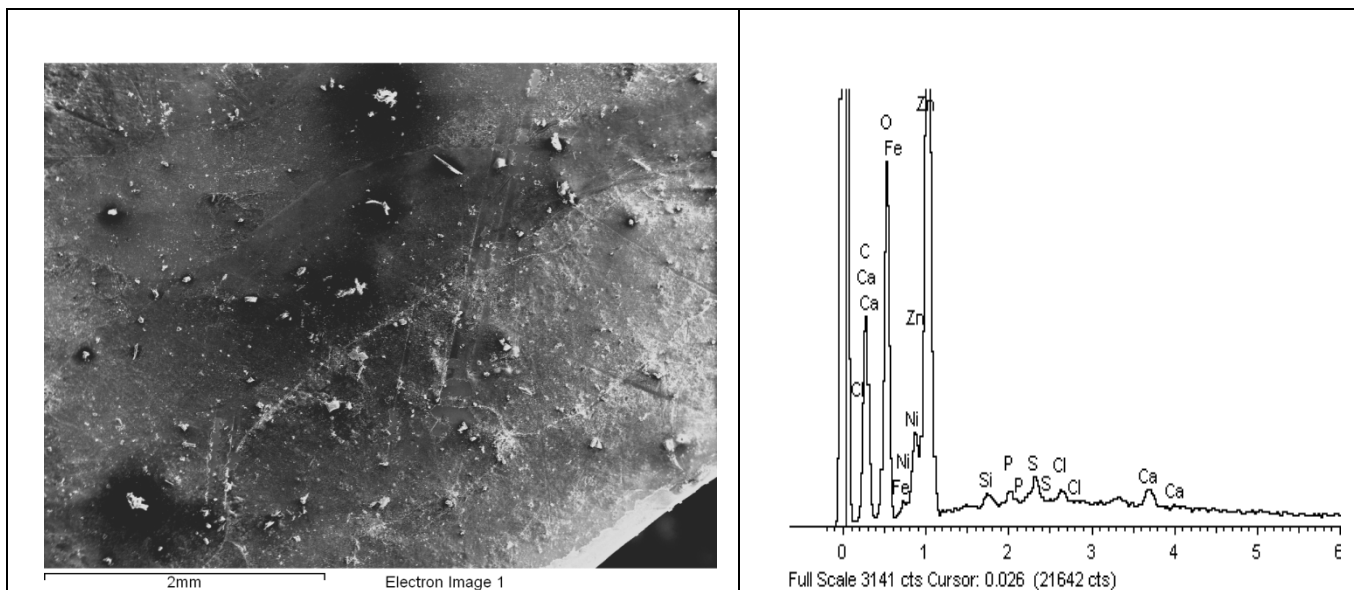 2mm
Electron Image 1
Zn
O
Fe
C
Ca
Ca
Zn
Cl
Ni
Ni
Fe
Si
P
P
S
S
Cl
Cl
Ca
Ca
0 1 2 3 4 5 6
Full Scale 3141 cts Cursor: 0.026 (21642 cts)